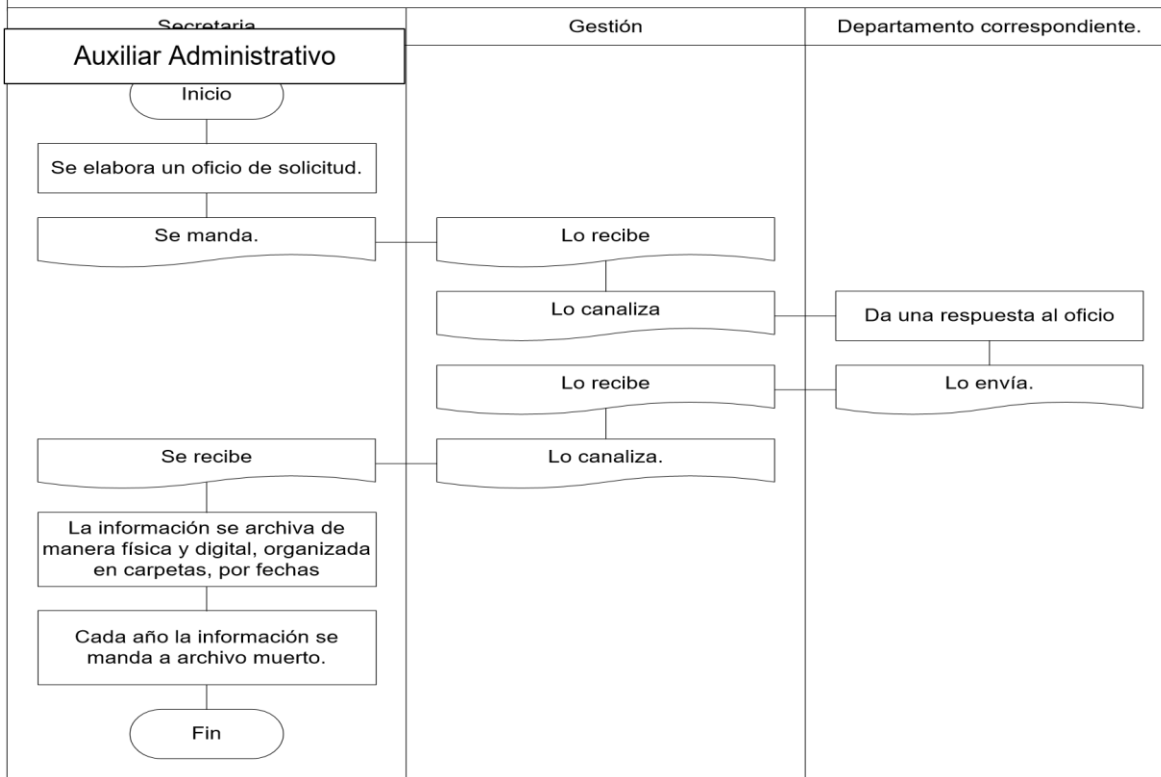 Secretaria
Gestión
Departamento correspondiente.
Auxiliar Administrativo
Inicio
Se elabora un oficio de solicitud.
Se manda.
Lo recibe
Lo canaliza
Da una respuesta al oficio
Lo recibe
Lo envía.
Se recibe
Lo canaliza.
La información se archiva de
manera física y digital, organizada
en carpetas, por fechas
Cada año la información se
manda a archivo muerto.
Fin